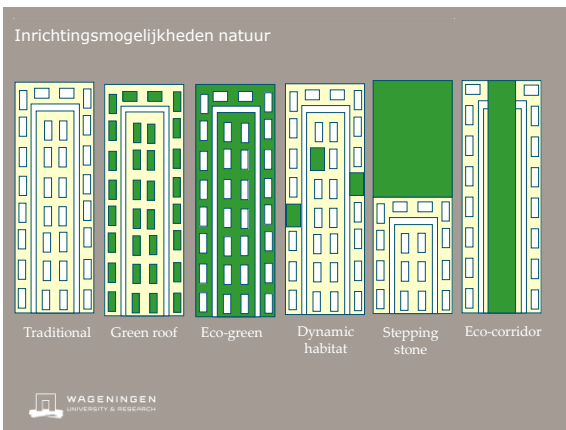 Inrichtingsmogelijkheden natuur
Traditional
Green roof
Eco-green
Dynamic
habitat
Stepping
stone
Eco-corridor
WAGENINGEN
UNIVERSITY & RESEARCH